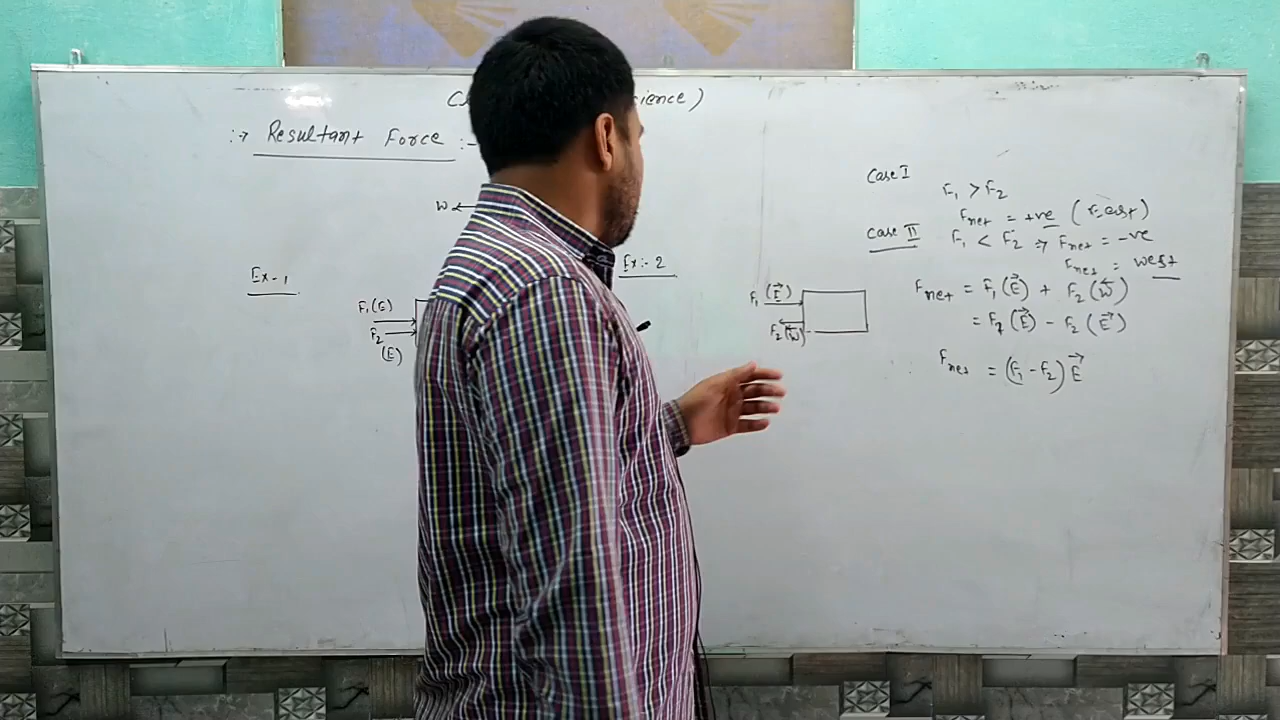 ience)
:→ Resultant Force :-
W
Ex-1
F₁(E)
F₂
(E)
Ex:- 2
F₁ (E⃗)
F₂(W⃖)
Case I
F₁ > F₂
Fnet = +ve (East)
Case II F₁ < F₂ ⇒ Fnet = -ve
Fnet = west
Fnet = F₁(E⃗) + F₂(W⃖)
= F₁(E⃗) - F₂(E⃗)
Fnet = (F₁ - F₂)E⃗